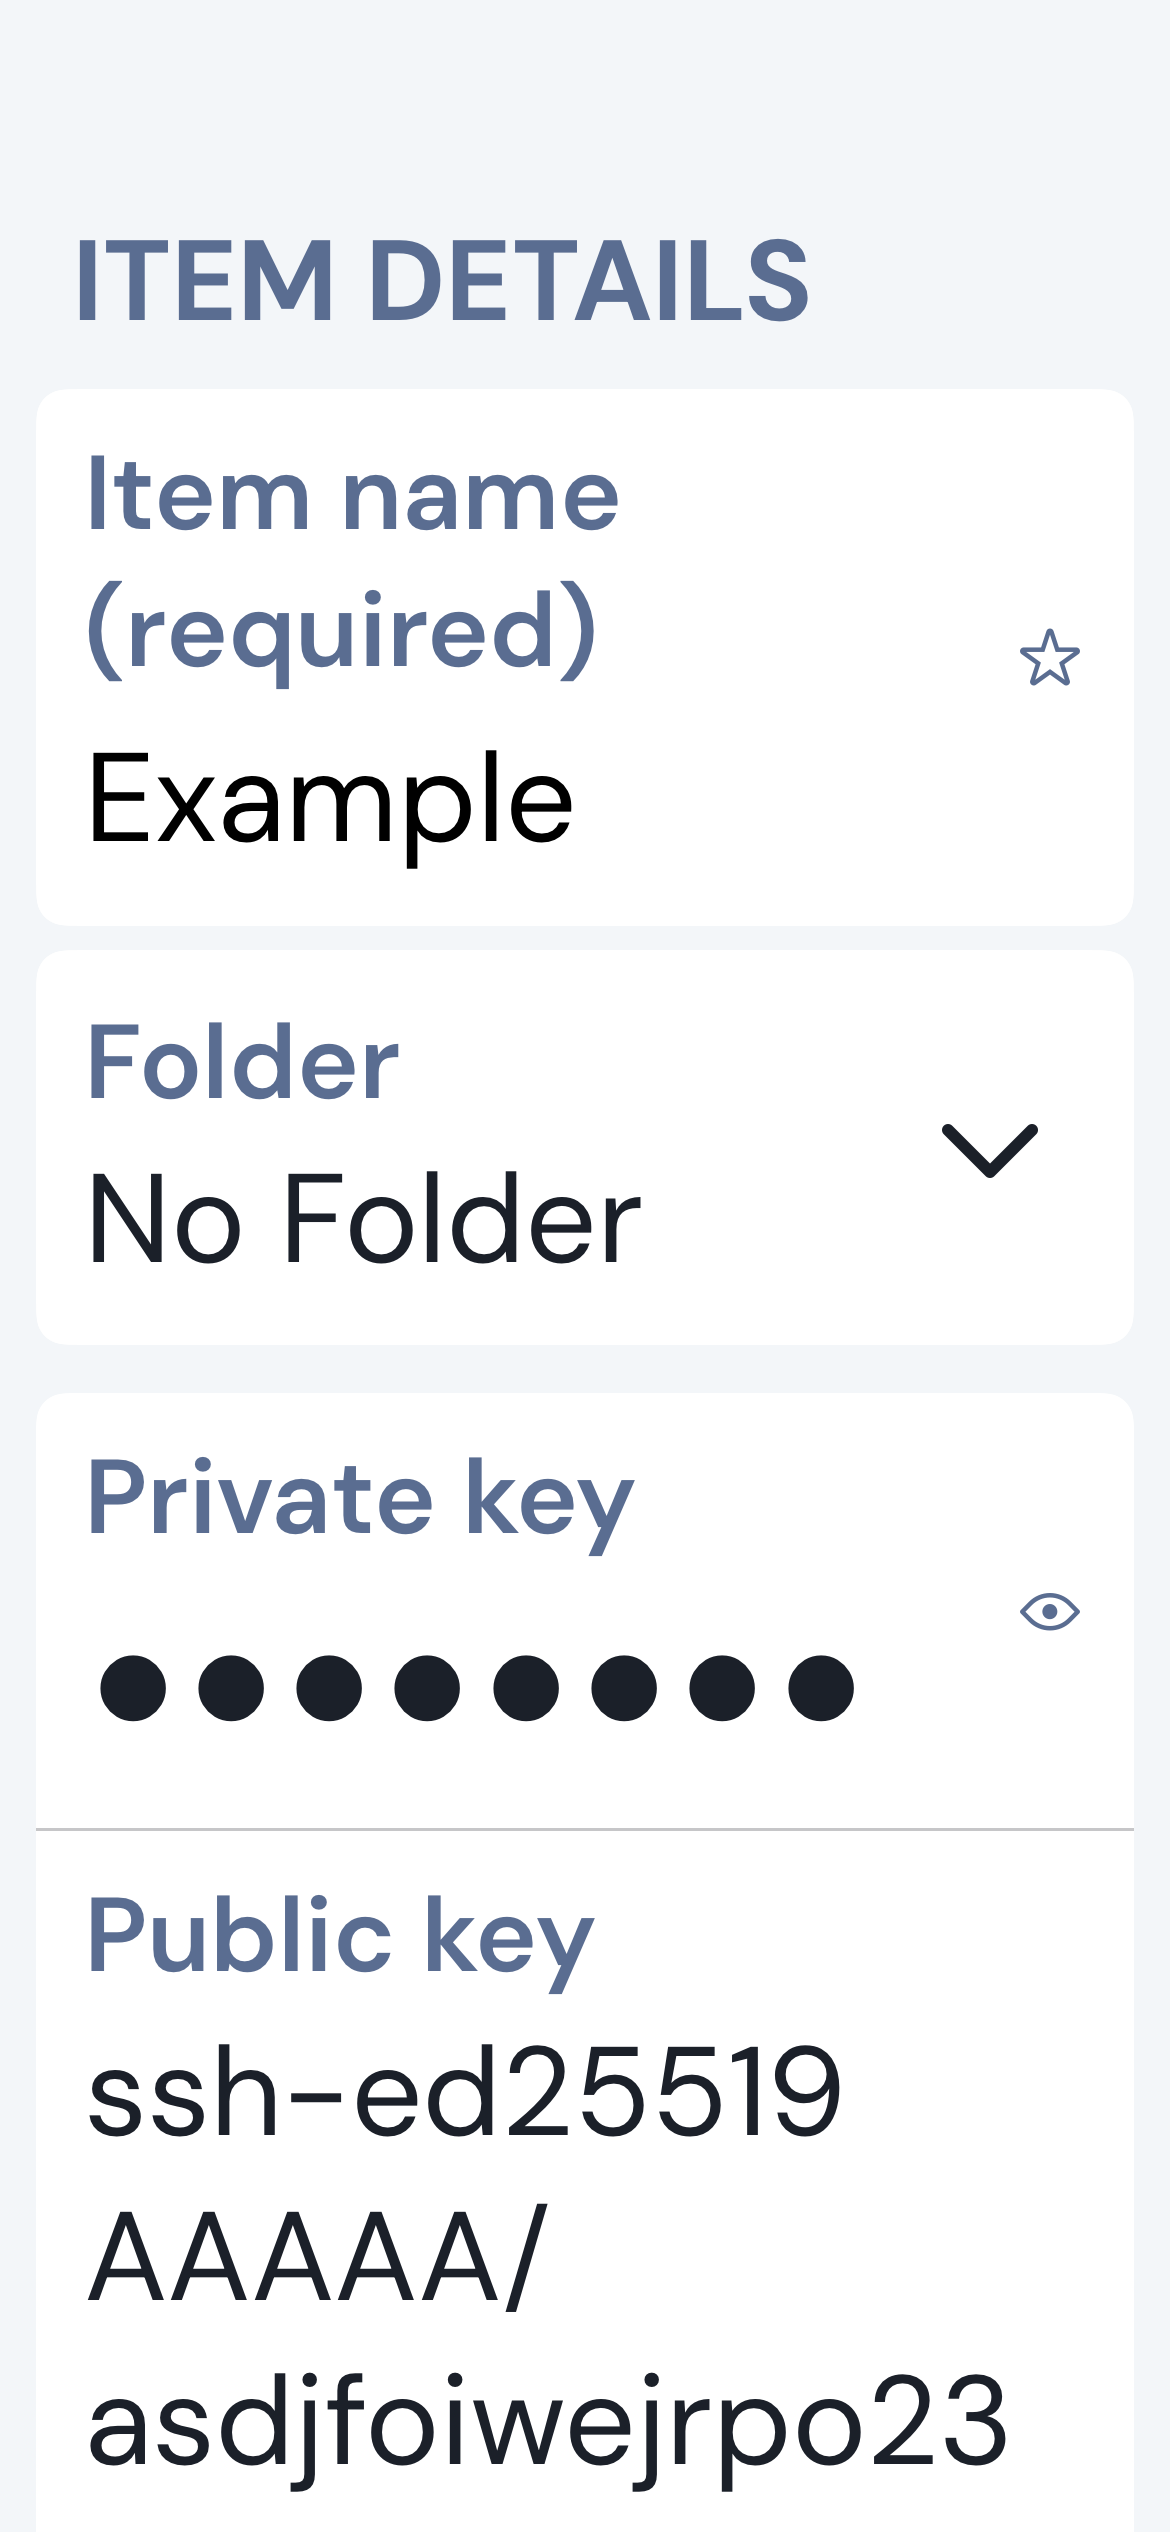 ITEM DETAILS
Item name
(required)
Example
Folder
No Folder
Private key
●●●●●●●●
Public key
ssh-ed25519
AAAAA/
asdjfoiwejrpo23